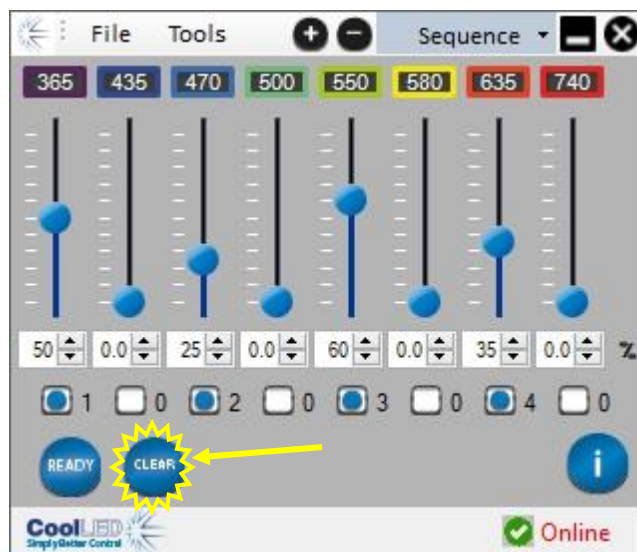 File Tools Sequence
365 435 470 500 550 580 635 740
50 0.0 25 0.0 60 0.0 35 0.0 %
1 0 2 0 3 0 4 0
READY CLEAR i
CoolLED
Simply Better Control
Online